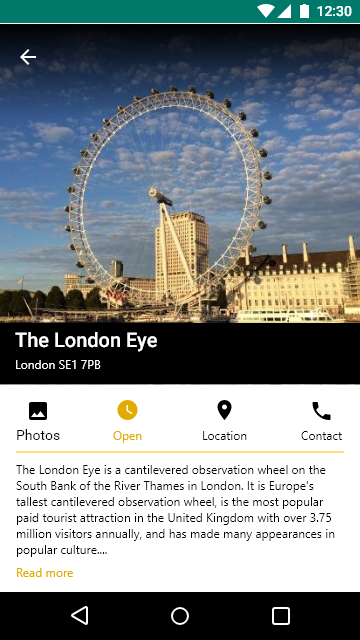 12:30
The London Eye
London SE1 7PB
Photos
Open
Location
Contact
The London Eye is a cantilevered observation wheel on the
South Bank of the River Thames in London. It is Europe's
tallest cantilevered observation wheel, is the most popular
paid tourist attraction in the United Kingdom with over 3.75
million visitors annually, and has made many appearances in
popular culture....
Read more